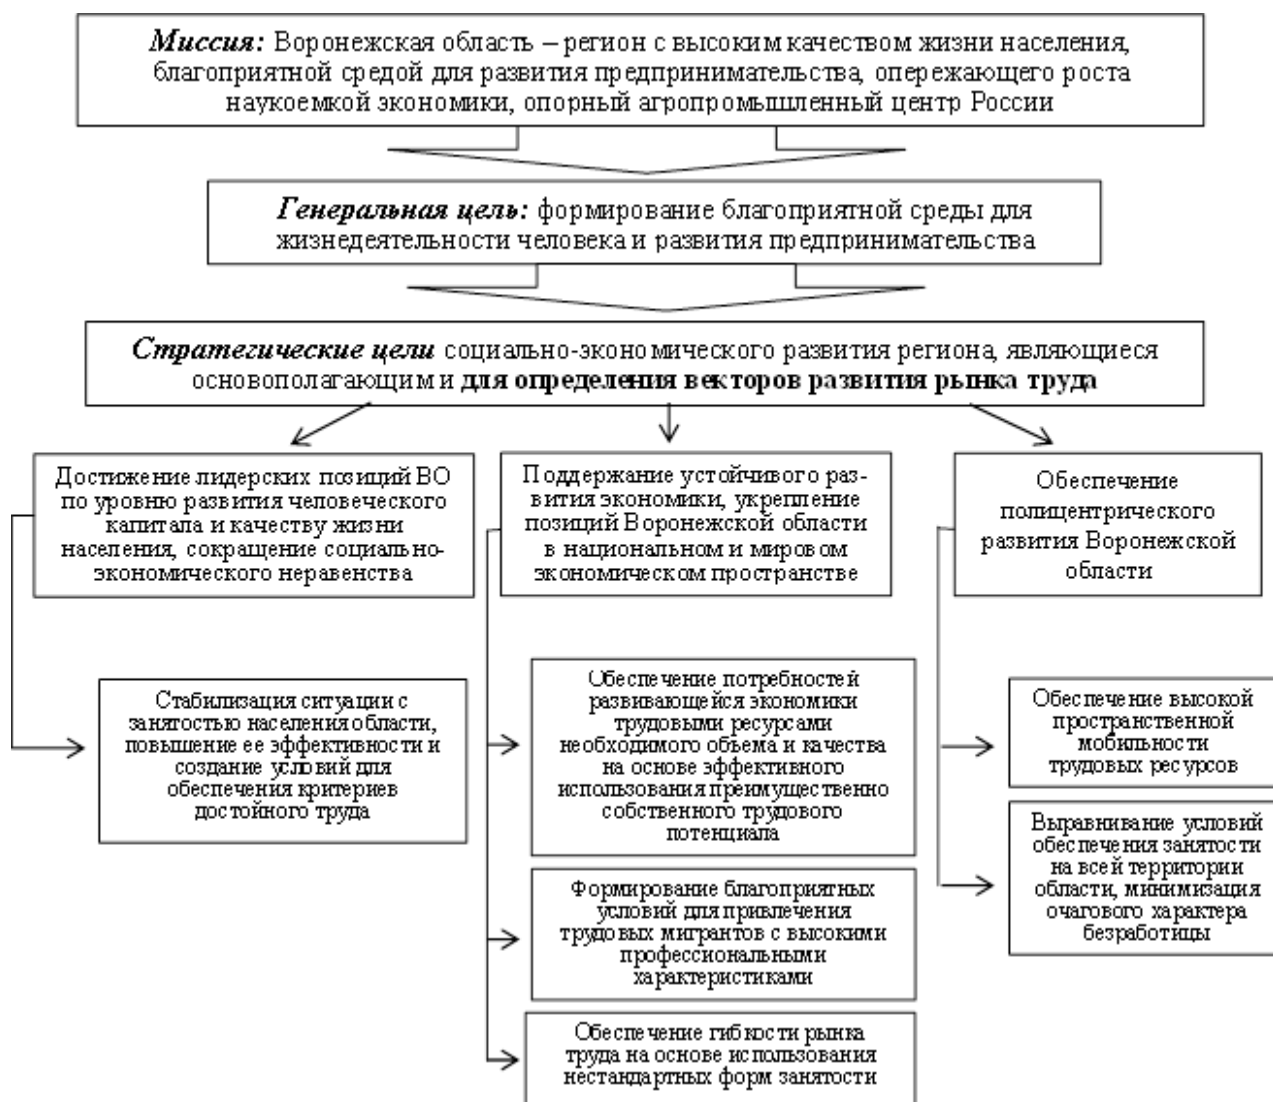 Миссия: Воронежская область – регион с высоким качеством жизни населения,
благоприятной средой для развития предпринимательства, опережающего роста
наукоемкой экономики, опорный агропромышленный центр России
Генеральная цель: формирование благоприятной среды для
жизнедеятельности человека и развития предпринимательства
Стратегические цели социально-экономического развития региона, являющиеся
основополагающими для определения векторов развития рынка труда
Достижение лидерских позиций ВО
по уровню развития человеческого
капитала и качеству жизни
населения, сокращение социально-
экономического неравенства
Поддержание устойчивого раз-
вития экономики, укрепление
позиций Воронежской области
в национальном и мировом
экономическом пространстве
Обеспечение
полицентрического
развития Воронежской
области
Стабилизация ситуации с
занятостью населения области,
повышение ее эффективности и
создание условий для
обеспечения критериев
достойного труда
Обеспечение потребностей
развивающейся экономики
трудовыми ресурсами
необходимого объема и качества
на основе эффективного
использования преимущественно
собственного трудового
потенциала
Формирование благоприятных
условий для привлечения
трудовых мигрантов с высокими
профессиональными
характеристиками
Обеспечение гибкости рынка
труда на основе использования
нестандартных форм занятости
Обеспечение высокой
пространственной
мобильности
трудовых ресурсов
Выравнивание условий
обеспечения занятости
на всей территории
области, минимизация
очагового характера
безработицы